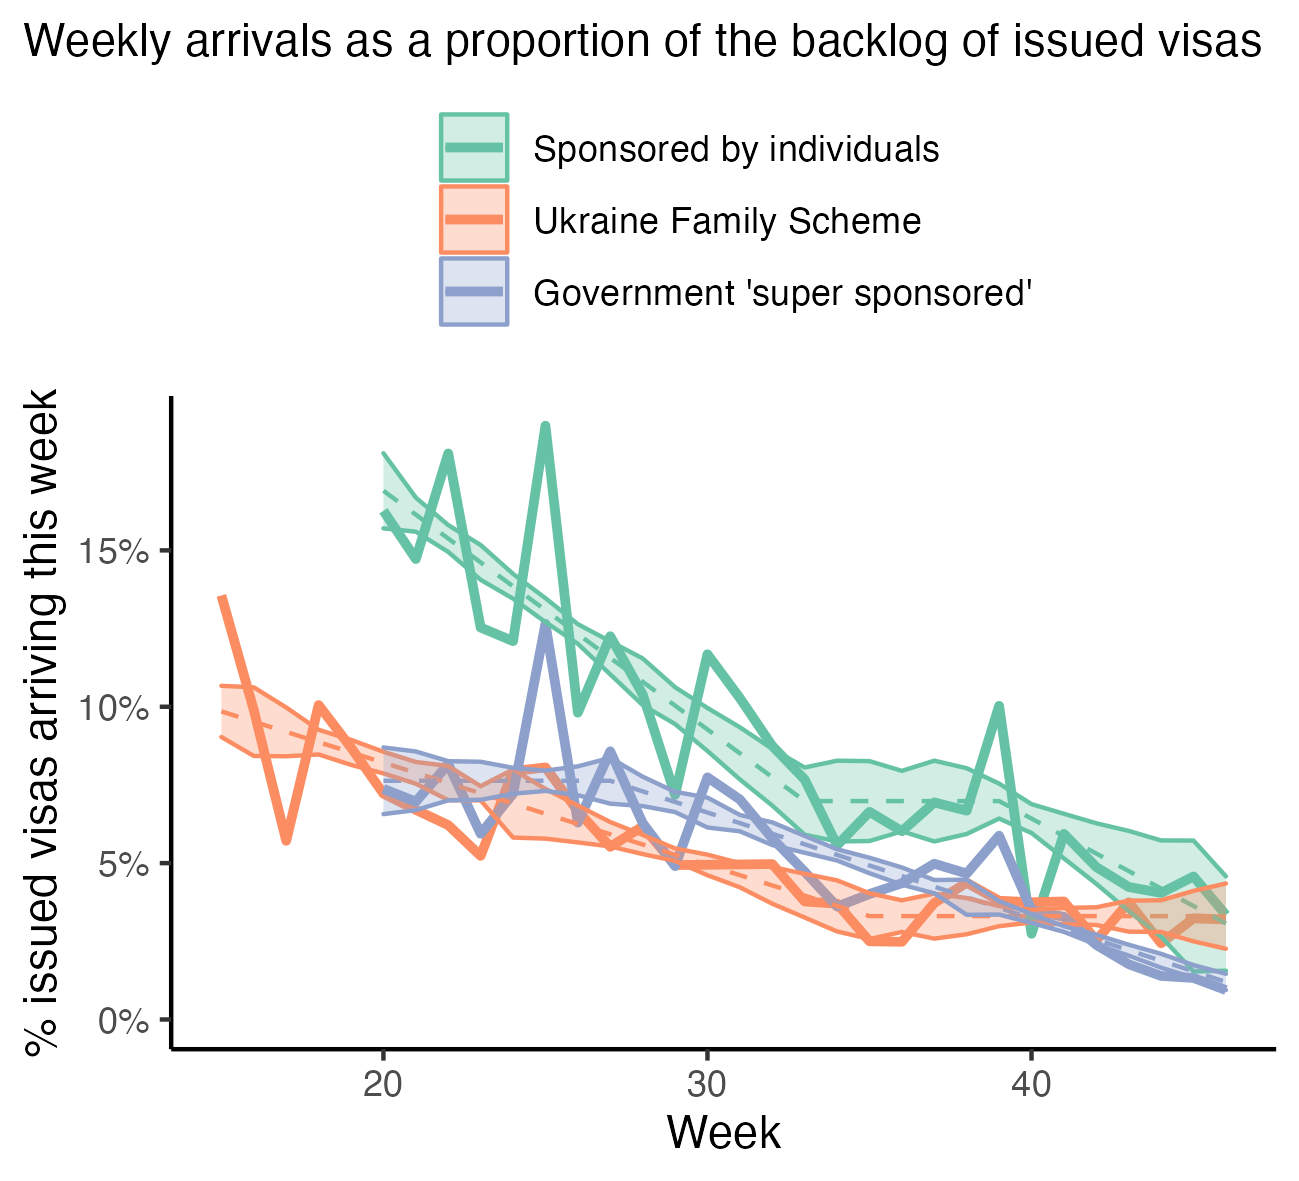 Weekly arrivals as a proportion of the backlog of issued visas
Sponsored by individuals
Ukraine Family Scheme
Government 'super sponsored'
% issued visas arriving this week
15%
10%
5%
0%
20 30 40
Week